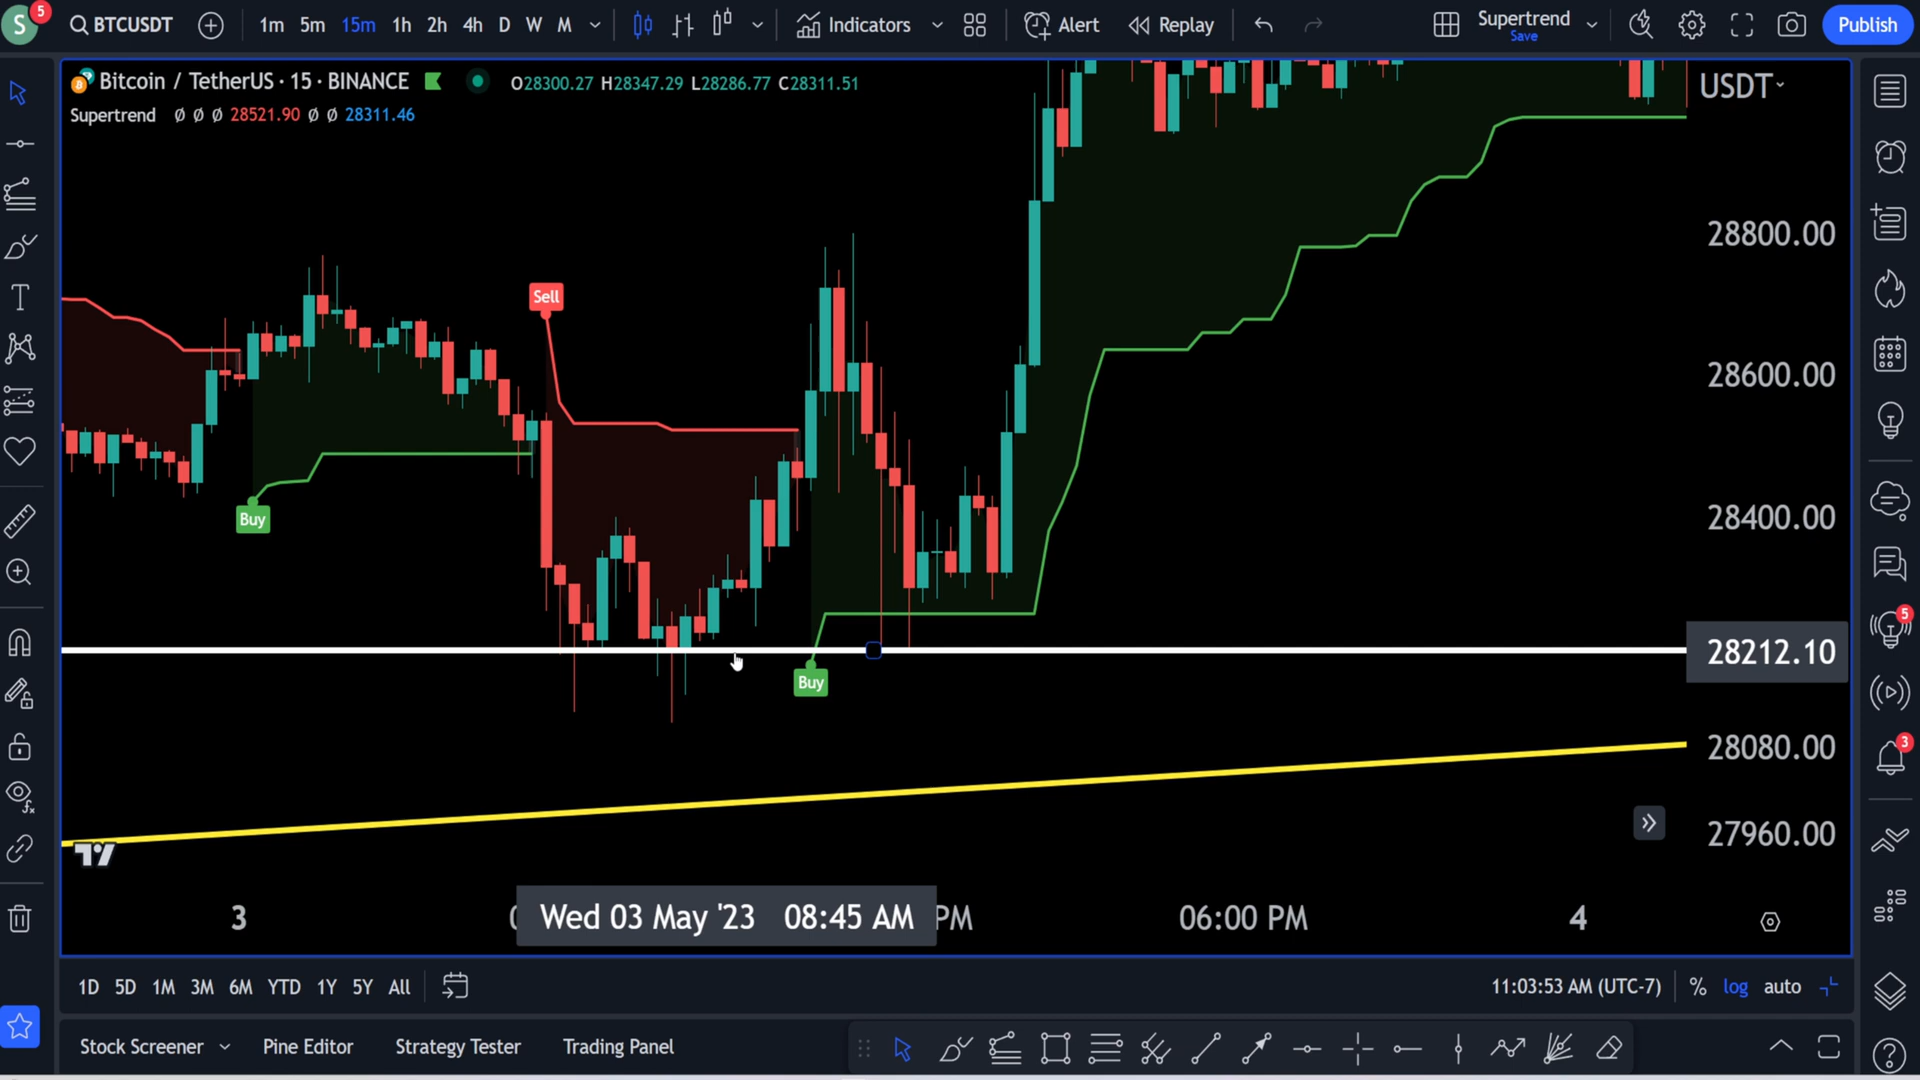 S 5 BTCUSDT 1m 5m 15m 1h 2h 4h D W M Indicators Alert Replay Supertrend Save Publish
Bitcoin / TetherUS · 15 · BINANCE O28300.27 H28347.29 L28286.77 C28311.51
Supertrend Ø Ø Ø 28521.90 Ø Ø 28311.46
USDT
28800.00
Sell
28600.00
28400.00
Buy
5
28212.10
Buy
28080.00
3
27960.00
3 Wed 03 May '23 08:45 AM PM 06:00 PM 4
1D 5D 1M 3M 6M YTD 1Y 5Y All 11:03:53 AM (UTC-7) % log auto
Stock Screener Pine Editor Strategy Tester Trading Panel